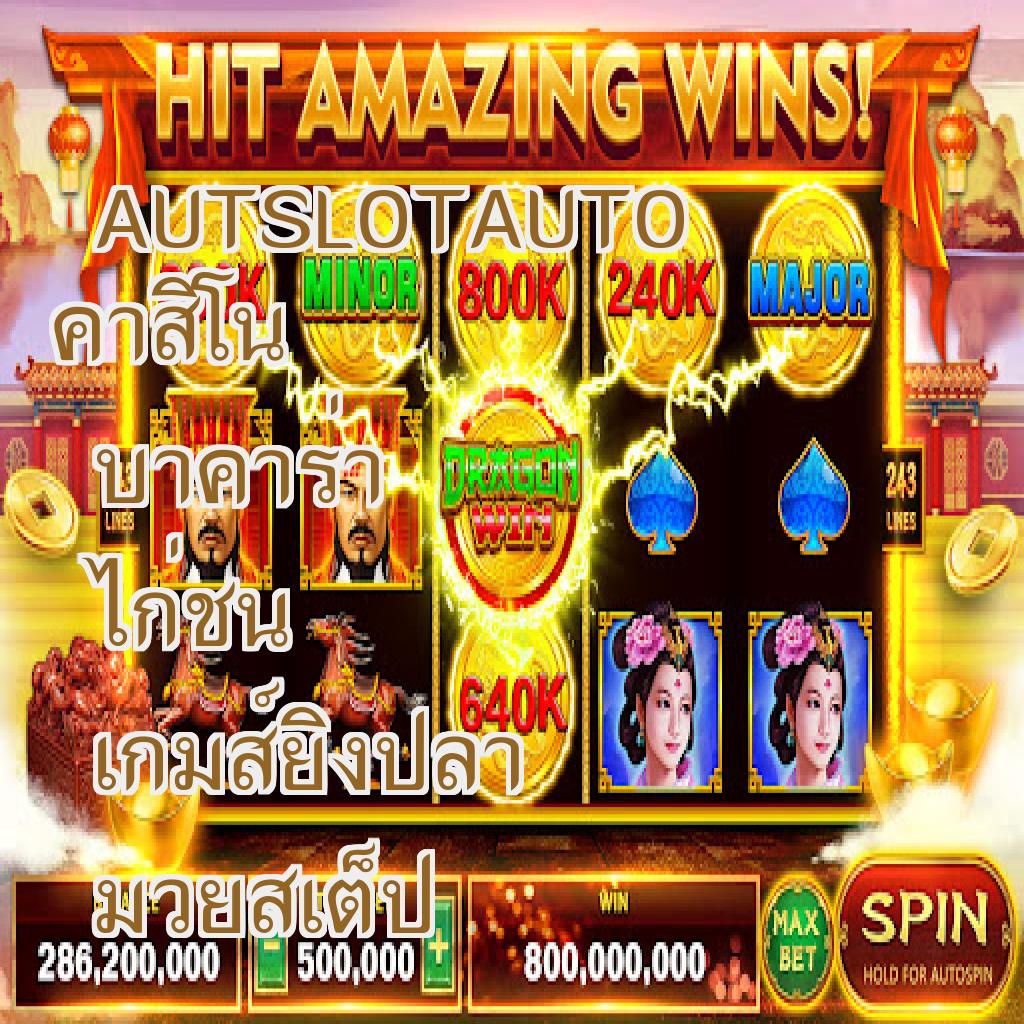 HIT AMAZING WINS!
AUTSLOTAUTO
MINOR 800K 240K MAJOR
คาสิโน
บาคาร่า
DRAGON
WIN
243
LINES
LINES
ไก่ชน
640K
เกมส์ยิงปลา
มวยสเต็ป
WIN
286,200,000 - 500,000 + 800,000,000
MAX
BET
SPIN
HOLD FOR AUTOSPIN